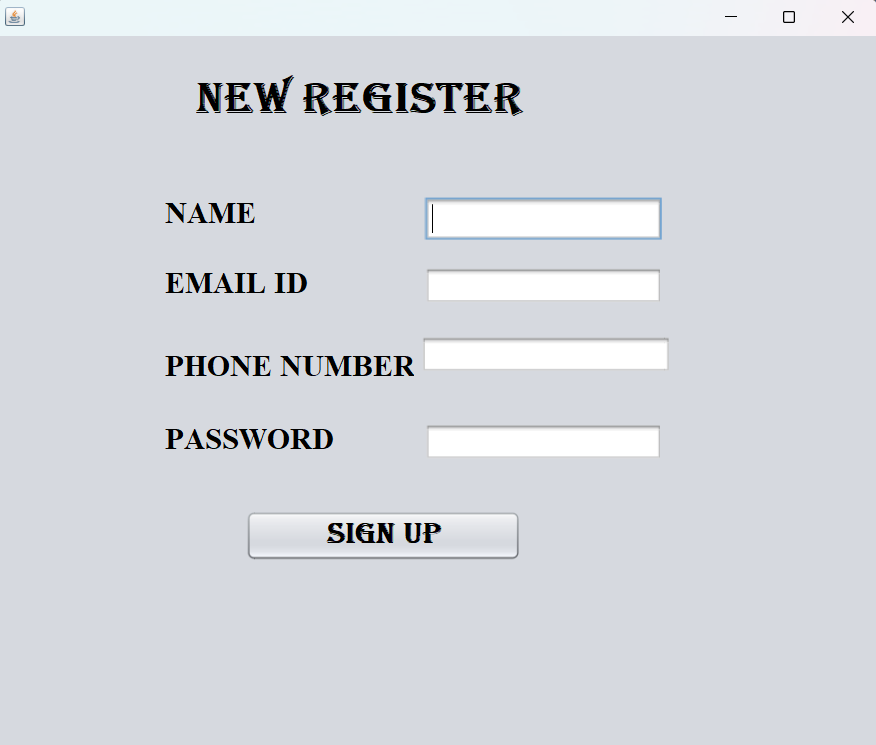 NEW REGISTER
NAME
EMAIL ID
PHONE NUMBER
PASSWORD
SIGN UP